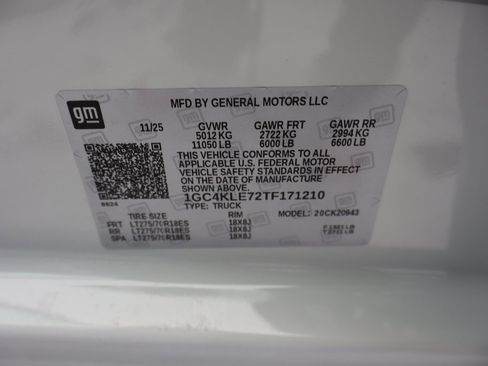 gm
MFD BY GENERAL MOTORS LLC
11/25 GVWR GAWR FRT GAWR RR
5012 KG 2722 KG 2994 KG
11050 LB 6000 LB 6600 LB
THIS VEHICLE CONFORMS TO ALL
APPLICABLE U.S. FEDERAL MOTOR
VEHICLE SAFETY STANDARDS IN EFFECT
ON THE DATE OF MANUFACTURE SHOWN ABOVE.
1GC4KLE72TF171210
TYPE: TRUCK
TIRE SIZE RIM MODEL: 20CK20943
FRT LT275/70R18ES 18X8J
RR LT275/70R18ES 18X8J
SPA LT275/70R18ES 18X8J